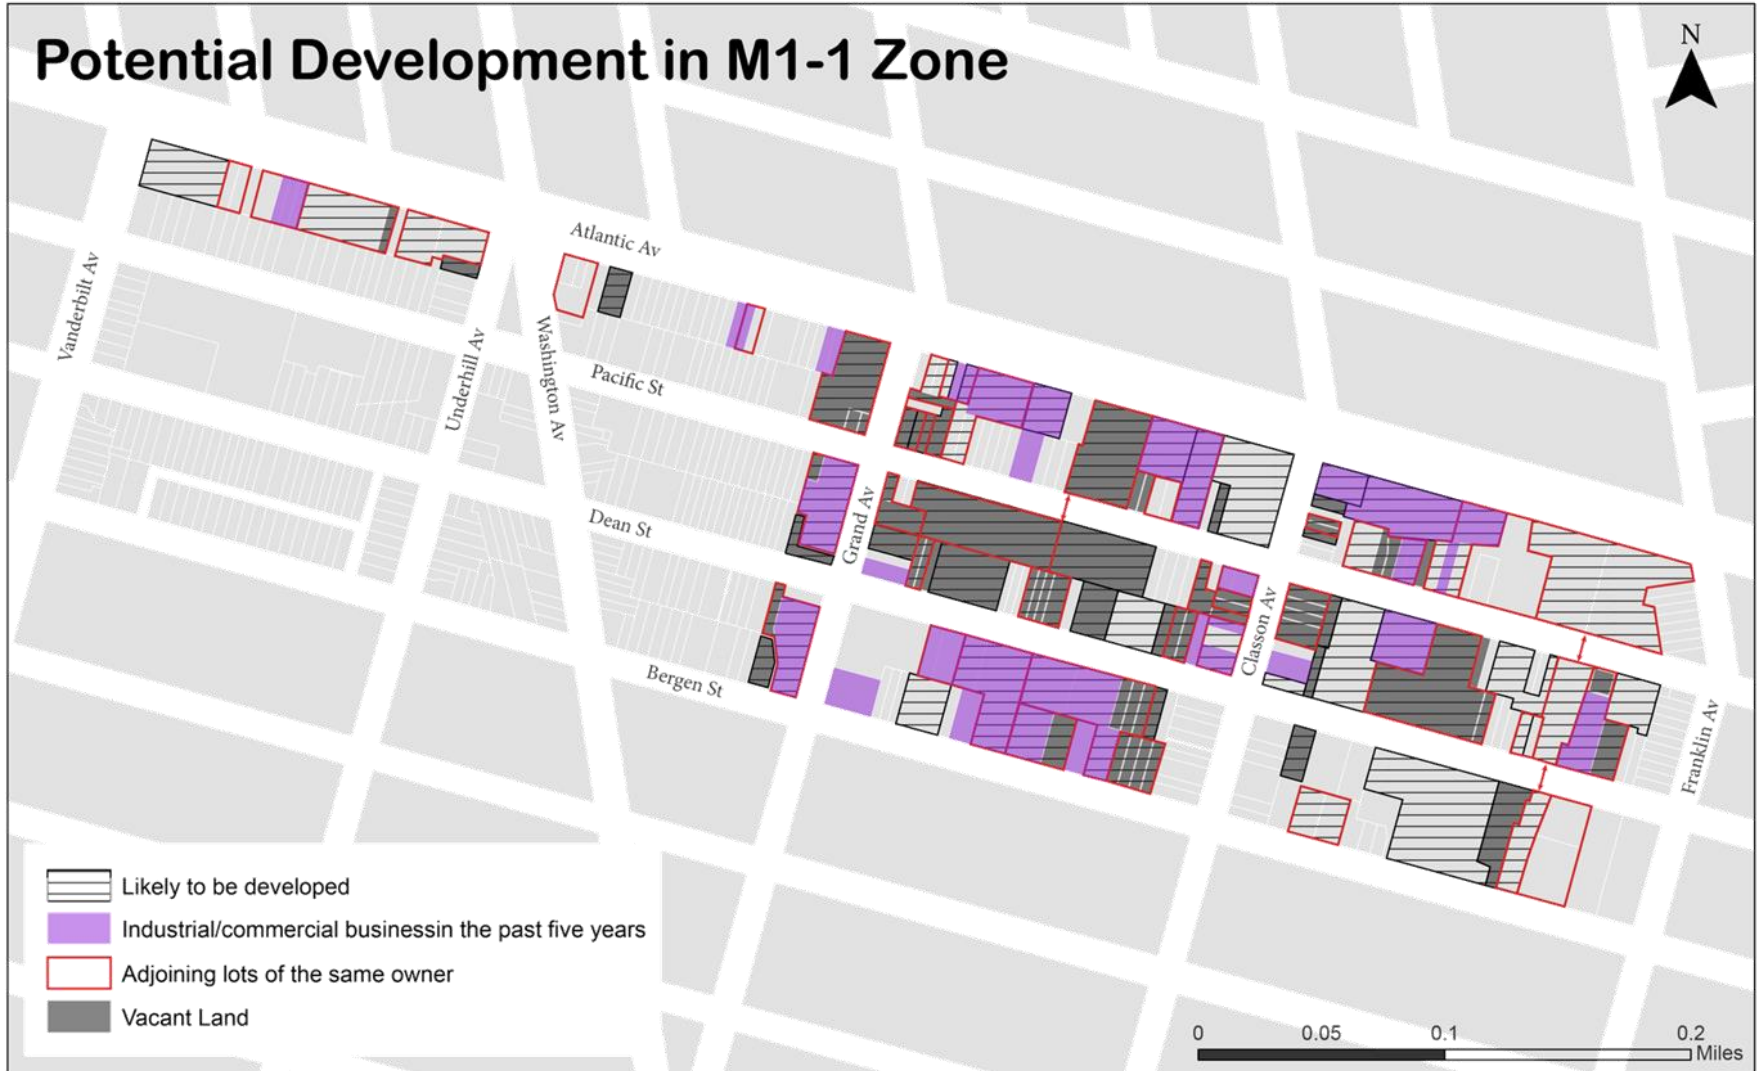 Potential Development in M1-1 Zone
N
Atlantic Av
Vanderbilt Av
Underhill Av
Washington Av
Pacific St
Grand Av
Dean St
Classon Av
Bergen St
Franklin Av
Likely to be developed
Industrial/commercial businessin the past five years
Adjoining lots of the same owner
Vacant Land
0 0.05 0.1 0.2
Miles